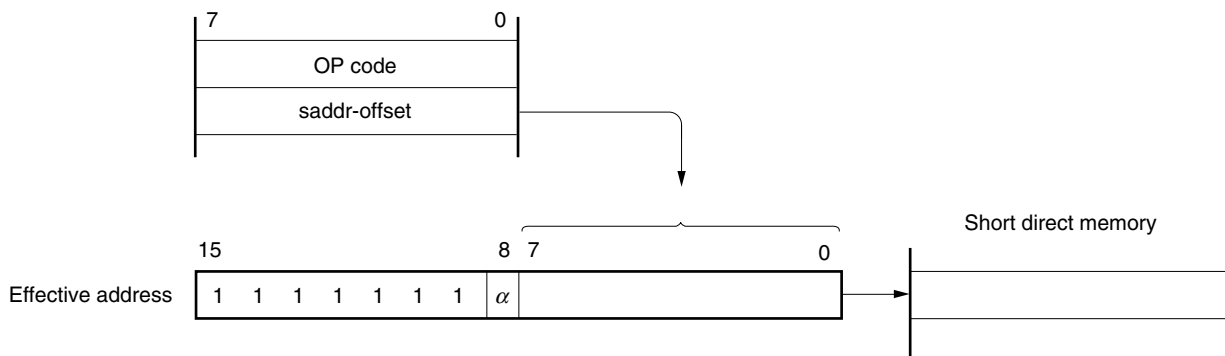 7 0
OP code
saddr-offset
Short direct memory
15 8 7 0
Effective address 1 1 1 1 1 1 1 α